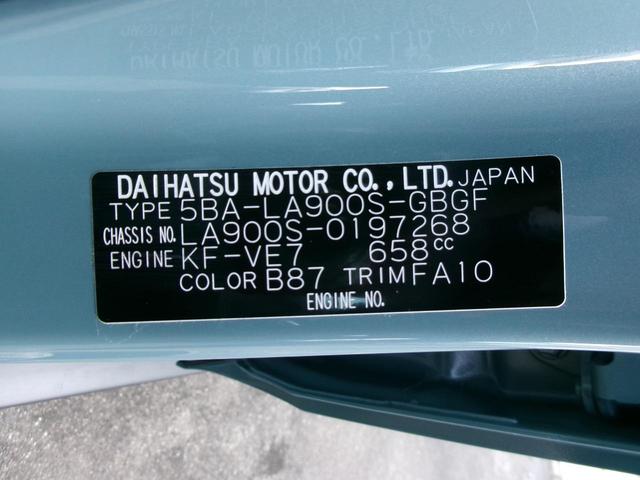 DAIHATSU MOTOR CO., LTD. JAPAN
TYPE 5BA-LA900S-GBGF
CHASSIS NO. LA900S-0197268
ENGINE KF-VE7 658cc
COLOR B87 TRIM FA10
ENGINE NO.